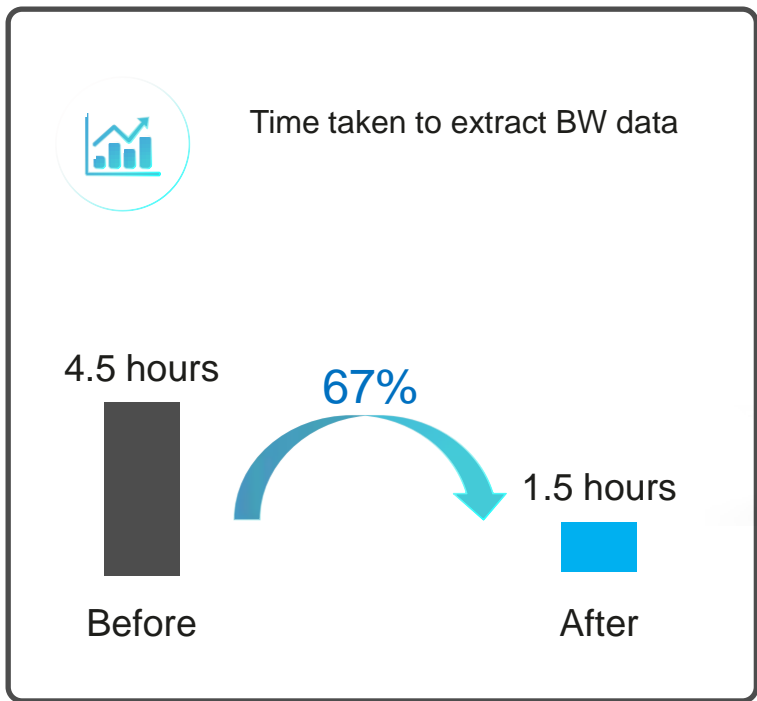 Time taken to extract BW data
4.5 hours
67%
1.5 hours
Before
After